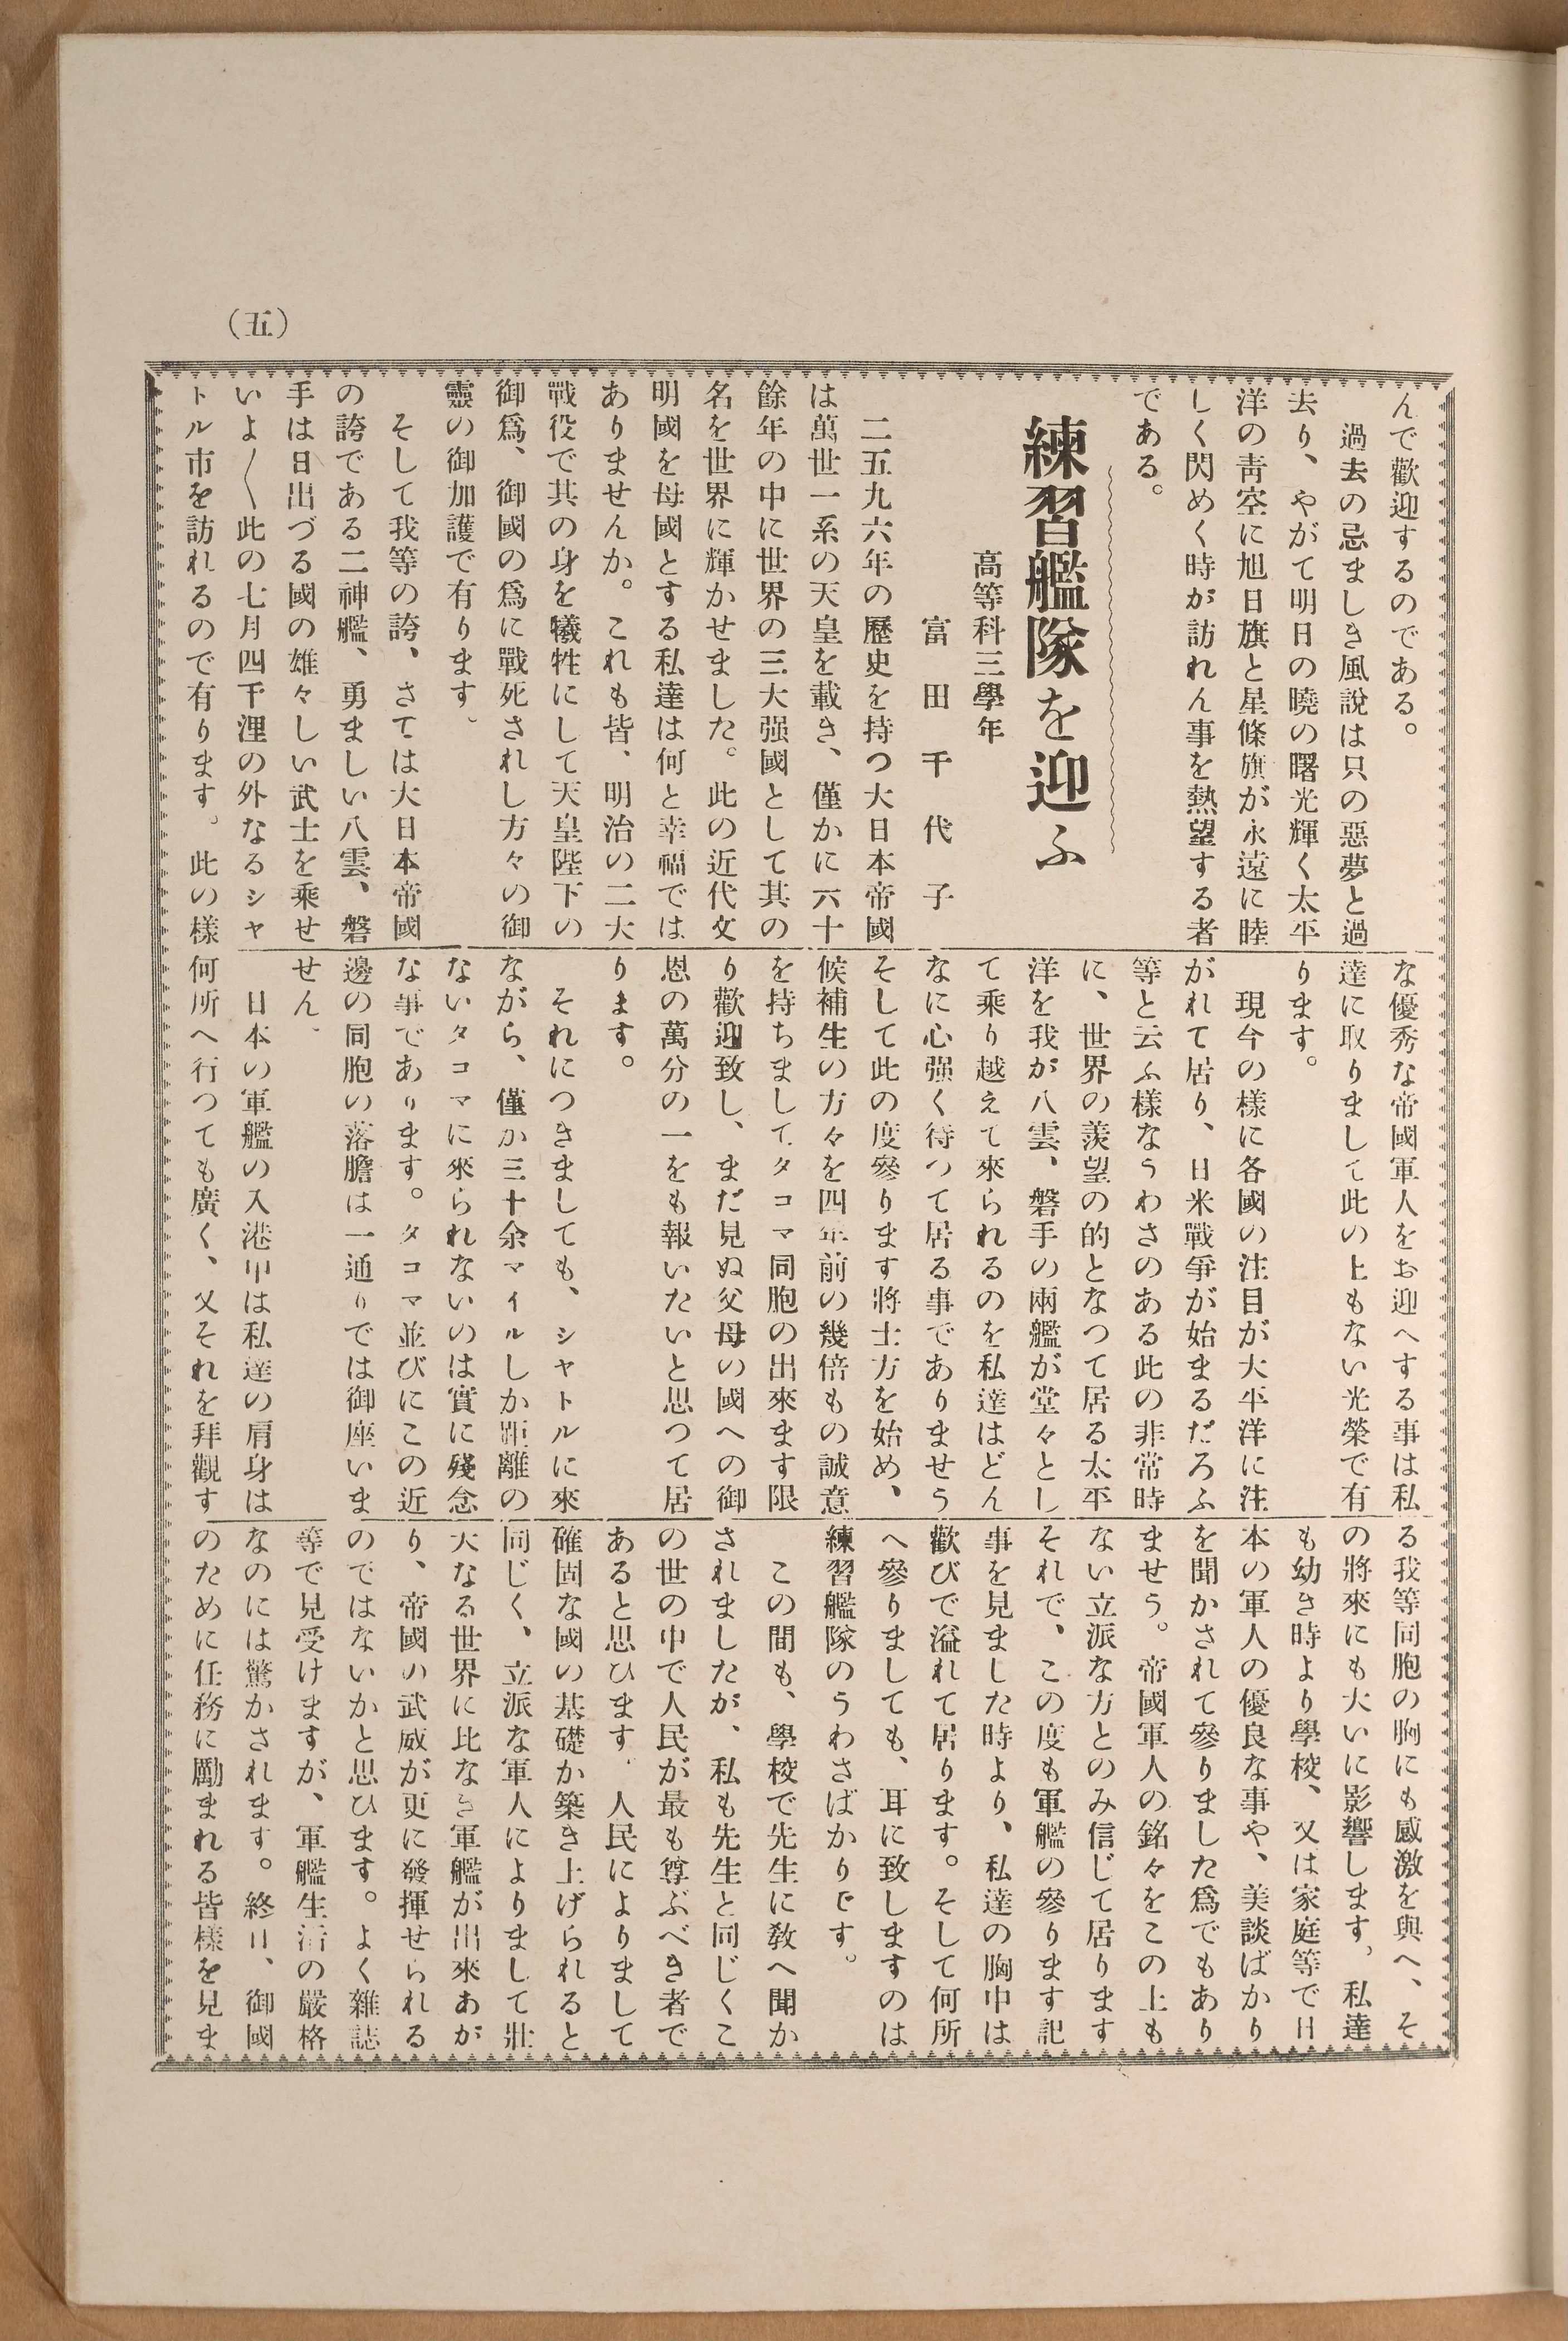 (五)
んで歡迎するのである。
過去の忌ましき風說は只の惡夢と過
去り、やがて明日の曉の曙光輝く太平
洋の靑空に旭日旗と星條旗が永遠に睦
しく閃めく時が訪れん事を熱望する者
である。
練習艦隊を迎ふ
高等科三學年
富田千代子
二五九六年の歷史を持つ大日本帝國
は萬世一系の天皇を載き、僅かに六十
餘年の中に世界の三大强國として其の
名を世界に輝かせました。此の近代文
明國を母國とする私達は何と幸福では
ありませんか。これも皆、明治の二大
戰役で其の身を犧牲にして天皇陛下の
御爲、御國の爲に戰死されし方々の御
靈の御加護で有ります。
そして我等の誇、さては大日本帝國
の誇である二神艦、勇ましい八雲、磐
手は日出づる國の雄々しい武士を乘せ
いよ〱此の七月四千浬の外なるシヤ
トル市を訪れるので有ります。此の樣
な優秀な帝國軍人をお迎へする事は私
達に取りまして此の上もない光榮で有
ります。
現今の樣に各國の注目が大平洋に注
がれて居り、日米戰爭が始まるだろふ
等と云ふ樣なうわさのある此の非常時
に、世界の羨望の的となつて居る太平
洋を我が八雲、磐手の兩艦が堂々とし
て乘り越えて來られるのを私達はどん
なに心强く待つて居る事でありませう
そして此の度參ります將士方を始め、
候補生の方々を四年前の幾倍もの誠意
を持ちましてタコマ同胞の出來ます限
り歡迎致し、まだ見ぬ父母の國への御
恩の萬分の一をも報いたいと思つて居
ります。
それにつきましても、シヤトルに來
ながら、僅か三十余マイルしか距離の
ないタコマに來られないのは實に殘念
な事であります。タコマ並びにこの近
邊の同胞の落膽は一通りでは御座いま
せん。
日本の軍艦の入港中は私達の肩身は
何所へ行つても廣く、又それを拜觀す
る我等同胞の胸にも感激を與へ、そ
の將來にも大いに影響します。私達
も幼き時より學校、又は家庭等で日
本の軍人の優良な事や、美談ばかり
を聞かされて參りました爲でもあり
ませう。帝國軍人の銘々をこの上も
ない立派な方とのみ信じて居ります
それで、この度も軍艦の參ります記
事を見ました時より、私達の胸中は
歡びで溢れて居ります。そして何所
へ參りましても、耳に致しますのは
練習艦隊のうわさばかりです。
この間も、學校で先生に敎へ聞か
されましたが、私も先生と同じくこ
の世の中で人民が最も尊ぶべき者で
あると思ひます。人民によりまして
確固な國の基礎か築き上げられると
同じく、立派な軍人によりまして壯
大なる世界に比なき軍艦が出來あが
り、帝國の武威が更に發揮せられる
のではないかと思ひます。よく雜誌
等で見受けますが、軍艦生活の嚴格
なのには驚かされます。終日、御國
のために任務に勵まれる皆樣を見ま